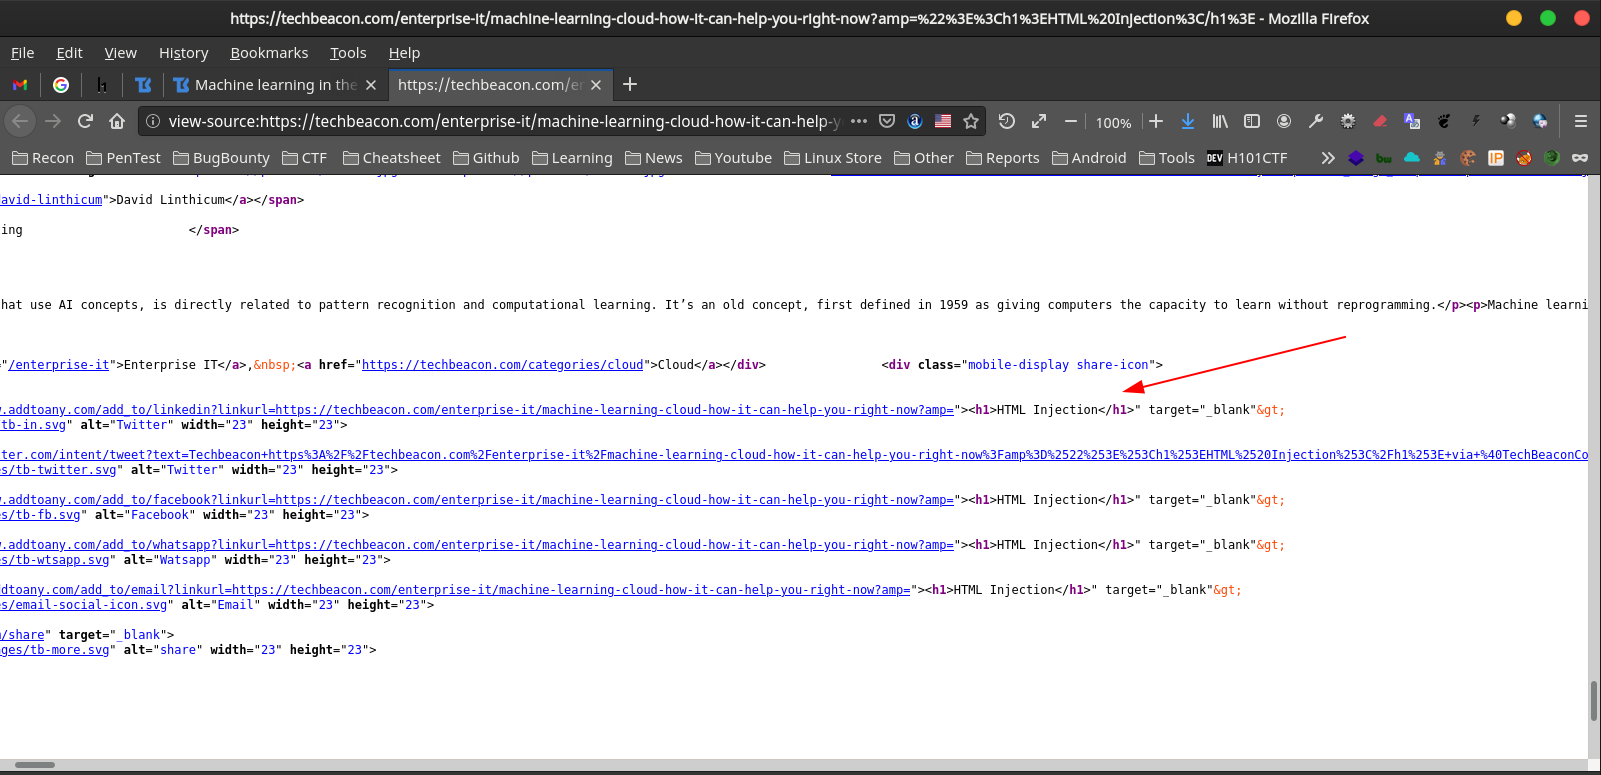 https://techbeacon.com/enterprise-it/machine-learning-cloud-how-it-can-help-you-right-now?amp=%22%3E%3Ch1%3EHTML%20Injection%3C/h1%3E - Mozilla Firefox
File Edit View History Bookmarks Tools Help
Machine learning in the
https://techbeacon.com/en
view-source:https://techbeacon.com/enterprise-it/machine-learning-cloud-how-it-can-help-y
100%
Recon PenTest BugBounty CTF Cheatsheet Github Learning News Youtube Linux Store Other Reports Android Tools DEV H101CTF IP
david-linthicum">David Linthicum</a></span>
ing </span>
hat use AI concepts, is directly related to pattern recognition and computational learning. It’s an old concept, first defined in 1959 as giving computers the capacity to learn without reprogramming.</p><p>Machine learni
="/enterprise-it">Enterprise IT</a>,&nbsp;<a href="https://techbeacon.com/categories/cloud">Cloud</a></div> <div class="mobile-display share-icon">
.addtoany.com/add_to/linkedin?linkurl=https://techbeacon.com/enterprise-it/machine-learning-cloud-how-it-can-help-you-right-now?amp="><h1>HTML Injection</h1>" target="_blank"&gt;
tb-in.svg" alt="Twitter" width="23" height="23">
ter.com/intent/tweet?text=Techbeacon+https%3A%2F%2Ftechbeacon.com%2Fenterprise-it%2Fmachine-learning-cloud-how-it-can-help-you-right-now%3Famp%3D%2522%253E%253Ch1%253EHTML%2520Injection%253C%2Fh1%253E+via+%40TechBeaconCo
s/tb-twitter.svg" alt="Twitter" width="23" height="23">
.addtoany.com/add_to/facebook?linkurl=https://techbeacon.com/enterprise-it/machine-learning-cloud-how-it-can-help-you-right-now?amp="><h1>HTML Injection</h1>" target="_blank"&gt;
s/tb-fb.svg" alt="Facebook" width="23" height="23">
.addtoany.com/add_to/whatsapp?linkurl=https://techbeacon.com/enterprise-it/machine-learning-cloud-how-it-can-help-you-right-now?amp="><h1>HTML Injection</h1>" target="_blank"&gt;
s/tb-wtsapp.svg" alt="Watsapp" width="23" height="23">
ddtoany.com/add_to/email?linkurl=https://techbeacon.com/enterprise-it/machine-learning-cloud-how-it-can-help-you-right-now?amp="><h1>HTML Injection</h1>" target="_blank"&gt;
s/email-social-icon.svg" alt="Email" width="23" height="23">
/share" target="_blank">
ges/tb-more.svg" alt="share" width="23" height="23">